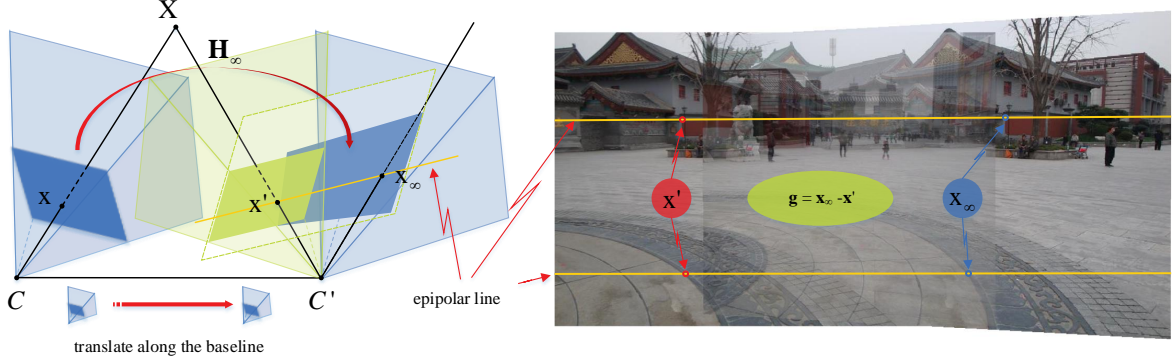 X
H∞
x
x'
x∞
C
C'
epipolar line
translate along the baseline
x'
g = x∞ -x'
x∞